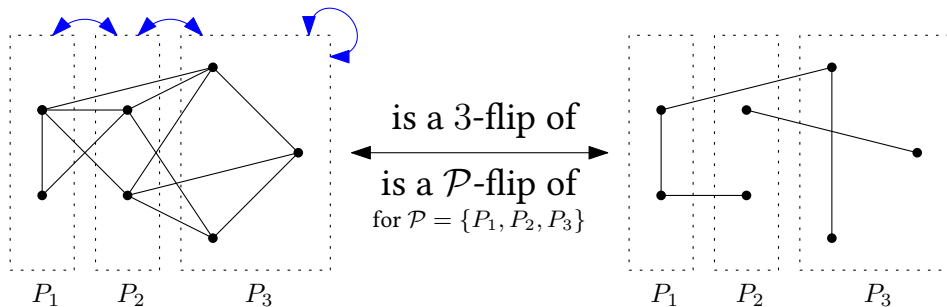 is a 3-flip of
is a 𝒫-flip of
for 𝒫 = {P₁, P₂, P₃}
P₁ P₂ P₃ P₁ P₂ P₃